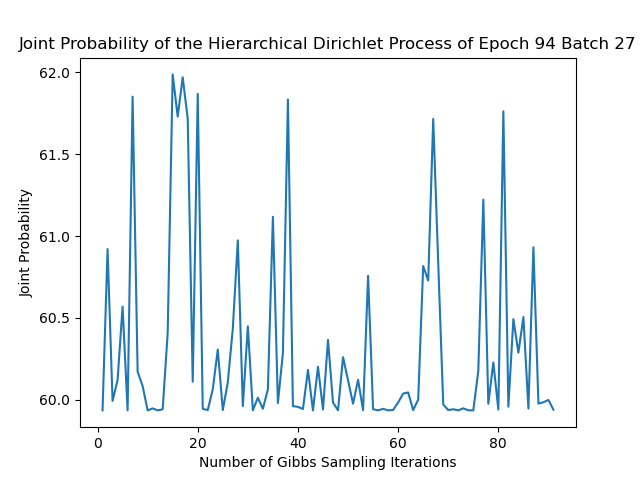 Joint Probability of the Hierarchical Dirichlet Process of Epoch 94 Batch 27
62.0
61.5
61.0
60.5
60.0
Joint Probability
0 20 40 60 80
Number of Gibbs Sampling Iterations